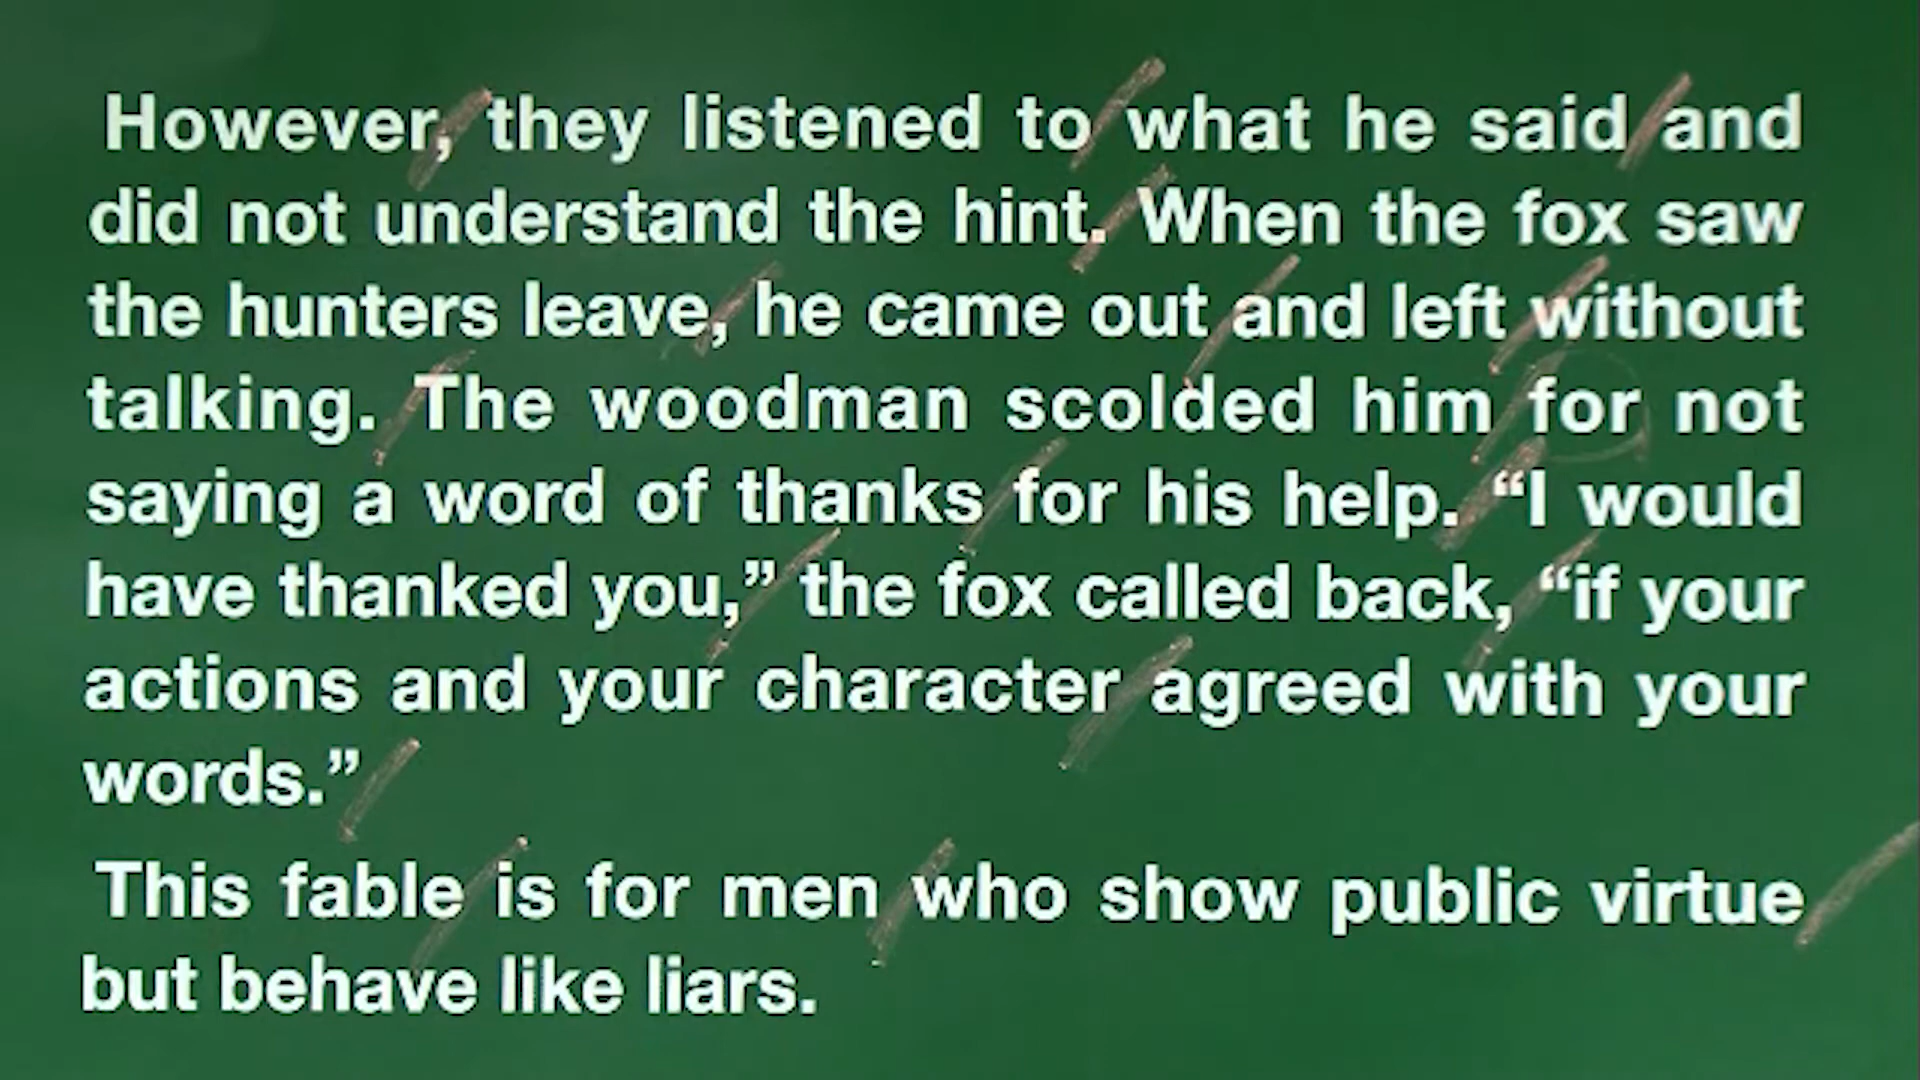 However, they listened to what he said and
did not understand the hint. When the fox saw
the hunters leave, he came out and left without
talking. The woodman scolded him for not
saying a word of thanks for his help. “I would
have thanked you,” the fox called back, “if your
actions and your character agreed with your
words.”
This fable is for men who show public virtue
but behave like liars.